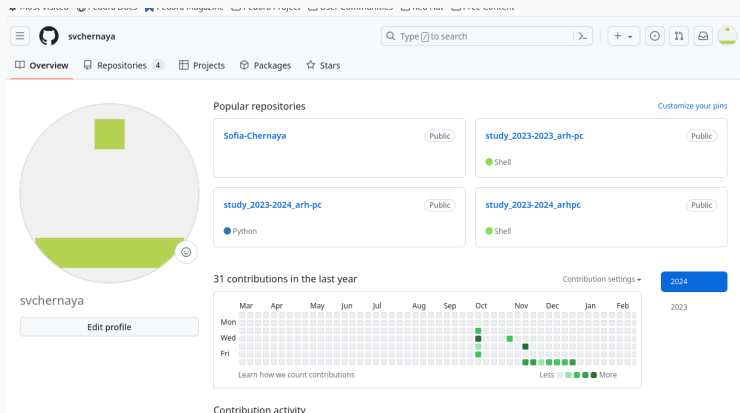 Most Visited Fedora Docs Fedora Magazine Fedora Project User Communities Red Hat Free Content
svchernaya
Type / to search
Overview Repositories 4 Projects Packages Stars
Popular repositories Customize your pins
Sofia-Chernaya Public
study_2023-2023_arh-pc Public
Shell
study_2023-2024_arh-pc Public
Python
study_2023-2024_arhpc Public
Shell
svchernaya
Edit profile
31 contributions in the last year Contribution settings
2024
2023
Mar Apr May Jun Jul Aug Sep Oct Nov Dec Jan Feb
Mon
Wed
Fri
Learn how we count contributions Less More
Contribution activity